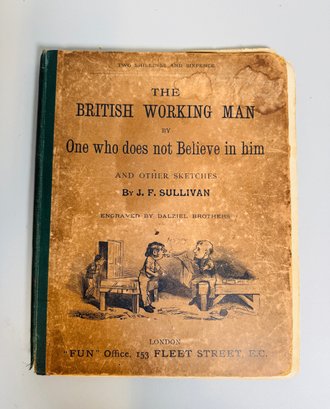 TWO SHILLINGS AND SIXPENCE
THE
BRITISH WORKING MAN
BY
One who does not Believe in him
AND OTHER SKETCHES
BY J. F. SULLIVAN
ENGRAVED BY DALZIEL BROTHERS
LONDON
"FUN" Office, 153 FLEET STREET, E.C.